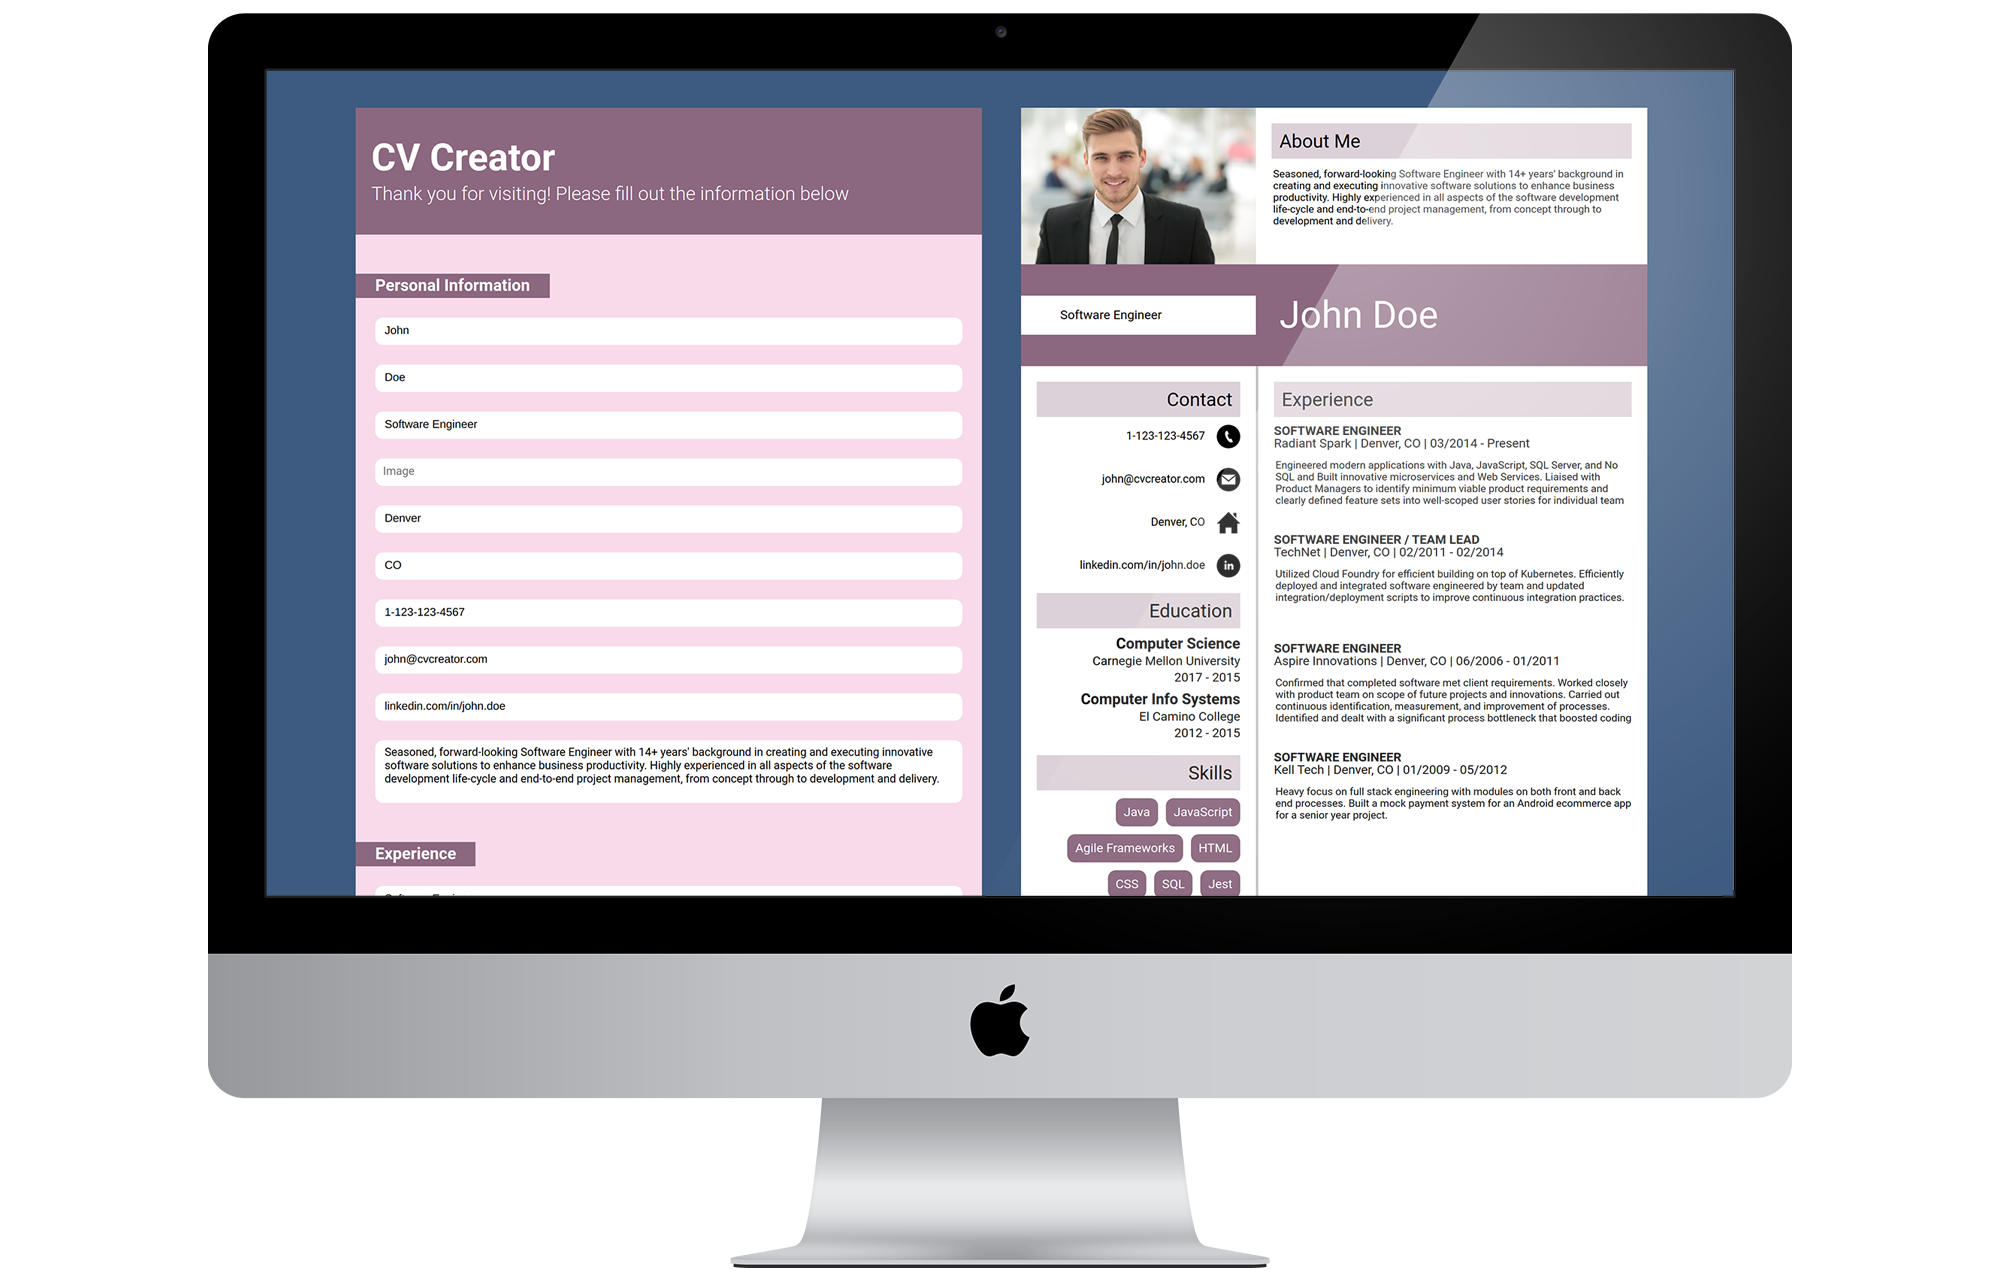 CV Creator
Thank you for visiting! Please fill out the information below
Personal Information
John
Doe
Software Engineer
Image
Denver
CO
1-123-123-4567
john@cvcreator.com
linkedin.com/in/john.doe
Seasoned, forward-looking Software Engineer with 14+ years' background in creating and executing innovative
software solutions to enhance business productivity. Highly experienced in all aspects of the software
development life-cycle and end-to-end project management, from concept through to development and delivery.
Experience
About Me
Seasoned, forward-looking Software Engineer with 14+ years' background in
creating and executing innovative software solutions to enhance business
productivity. Highly experienced in all aspects of the software development
life-cycle and end-to-end project management, from concept through to
development and delivery.
Software Engineer
John Doe
Contact
1-123-123-4567
john@cvcreator.com
Denver, CO
linkedin.com/in/john.doe
in
Education
Computer Science
Carnegie Mellon University
2017 - 2015
Computer Info Systems
El Camino College
2012 - 2015
Skills
Java JavaScript
Agile Frameworks HTML
CSS SQL Jest
Experience
SOFTWARE ENGINEER
Radiant Spark | Denver, CO | 03/2014 - Present
Engineered modern applications with Java, JavaScript, SQL Server, and No
SQL and Built innovative microservices and Web Services. Liaised with
Product Managers to identify minimum viable product requirements and
clearly defined feature sets into well-scoped user stories for individual team
SOFTWARE ENGINEER / TEAM LEAD
TechNet | Denver, CO | 02/2011 - 02/2014
Utilized Cloud Foundry for efficient building on top of Kubernetes. Efficiently
deployed and integrated software engineered by team and updated
integration/deployment scripts to improve continuous integration practices.
SOFTWARE ENGINEER
Aspire Innovations | Denver, CO | 06/2006 - 01/2011
Confirmed that completed software met client requirements. Worked closely
with product team on scope of future projects and innovations. Carried out
continuous identification, measurement, and improvement of processes.
Identified and dealt with a significant process bottleneck that boosted coding
SOFTWARE ENGINEER
Kell Tech | Denver, CO | 01/2009 - 05/2012
Heavy focus on full stack engineering with modules on both front and back
end processes. Built a mock payment system for an Android ecommerce app
for a senior year project.